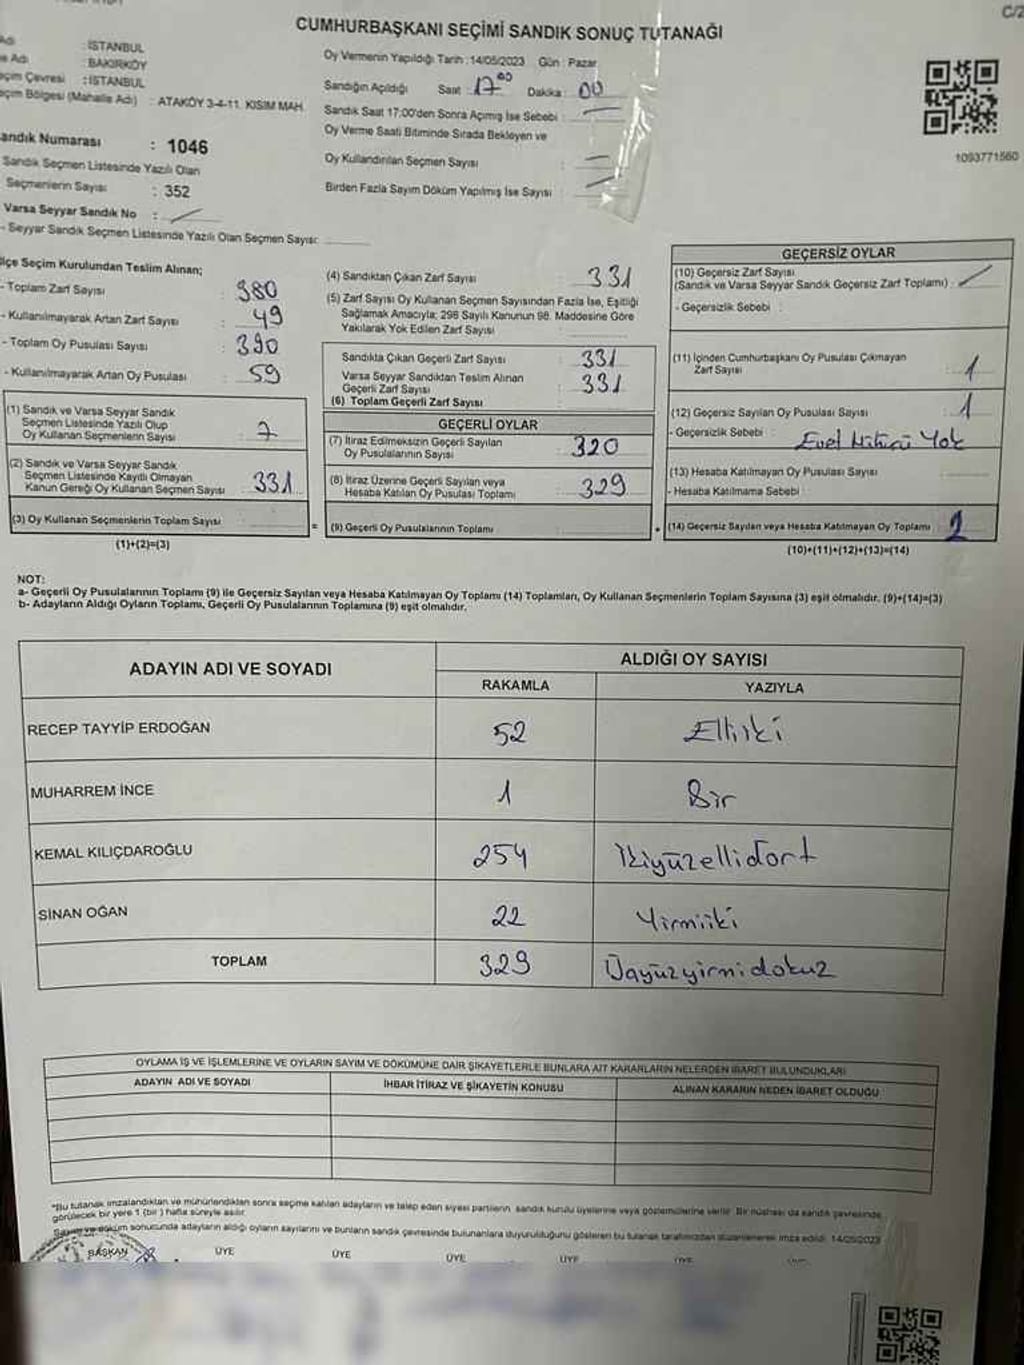 C/2
CUMHURBAŞKANI SEÇİMİ SANDIK SONUÇ TUTANAĞI
: İSTANBUL
Adı : BAKIRKÖY
Seçim Çevresi : İSTANBUL
Seçim Bölgesi (Mahalle Adı) : ATAKÖY 3-4-11. KISIM MAH.
Sandık Numarası : 1046
Sandık Seçmen Listesinde Yazılı Olan
Seçmenlerin Sayısı : 352
Varsa Seyyar Sandık No :
- Seyyar Sandık Seçmen Listesinde Yazılı Olan Seçmen Sayısı:
Oy Vermenin Yapıldığı Tarih : 14/05/2023 Gün : Pazar
Sandığın Açıldığı Saat : 17 00 Dakika : 00
Sandık Saat 17:00'den Sonra Açımış İse Sebebi :
Oy Verme Saati Bitiminde Sırada Bekleyen ve
Oy Kullandırılan Seçmen Sayısı :
Birden Fazla Sayım Döküm Yapılmış İse Sayısı :
1093771560
İlçe Seçim Kurulundan Teslim Alınan;
- Toplam Zarf Sayısı : 380
- Kullanılmayarak Artan Zarf Sayısı : 49
- Toplam Oy Pusulası Sayısı : 390
- Kullanılmayarak Artan Oy Pusulası : 59
(1) Sandık ve Varsa Seyyar Sandık
Seçmen Listesinde Yazılı Olup
Oy Kullanan Seçmenlerin Sayısı : 7
(2) Sandık ve Varsa Seyyar Sandık
Seçmen Listesinde Kayıtlı Olmayan
Kanun Gereği Oy Kullanan Seçmen Sayısı 331
(3) Oy Kullanan Seçmenlerin Toplam Sayısı
(1)+(2)=(3)
(4) Sandıktan Çıkan Zarf Sayısı : 331
(5) Zarf Sayısı Oy Kullanan Seçmen Sayısından Fazla İse, Eşitliği
Sağlamak Amacıyla; 298 Sayılı Kanunun 98. Maddesine Göre
Yakılarak Yok Edilen Zarf Sayısı :
Sandıkta Çıkan Geçerli Zarf Sayısı : 331
Varsa Seyyar Sandıktan Teslim Alınan
Geçerli Zarf Sayısı : 331
(6) Toplam Geçerli Zarf Sayısı :
GEÇERLİ OYLAR
(7) İtiraz Edilmeksizin Geçerli Sayılan
Oy Pusulalarının Sayısı : 320
(8) İtiraz Üzerine Geçerli Sayılan veya
Hesaba Katılan Oy Pusulası Toplamı : 329
=
(9) Geçerli Oy Pusulalarının Toplamı
GEÇERSİZ OYLAR
(10) Geçersiz Zarf Sayısı
(Sandık ve Varsa Seyyar Sandık Geçersiz Zarf Toplamı) :
- Geçersizlik Sebebi :
(11) İçinden Cumhurbaşkanı Oy Pusulası Çıkmayan
Zarf Sayısı : 1
(12) Geçersiz Sayılan Oy Pusulası Sayısı : 1
- Geçersizlik Sebebi : Evet Mührü Yok
(13) Hesaba Katılmayan Oy Pusulası Sayısı :
- Hesaba Katılmama Sebebi :
+
(14) Geçersiz Sayılan veya Hesaba Katılmayan Oy Toplamı : 2
(10)+(11)+(12)+(13)=(14)
NOT:
a- Geçerli Oy Pusulalarının Toplamı (9) ile Geçersiz Sayılan veya Hesaba Katılmayan Oy Toplamı (14) Toplamları, Oy Kullanan Seçmenlerin Toplam Sayısına (3) eşit olmalıdır. (9)+(14)=(3)
b- Adayların Aldığı Oyların Toplamı, Geçerli Oy Pusulalarının Toplamına (9) eşit olmalıdır.
ADAYIN ADI VE SOYADI ALDIĞI OY SAYISI
RAKAMLA YAZIYLA
RECEP TAYYİP ERDOĞAN 52 Elliiki
MUHARREM İNCE 1 Bir
KEMAL KILIÇDAROĞLU 254 İkiyüzellidört
SİNAN OĞAN 22 Yirmiiki
TOPLAM 329 Üçyüzyirmidokuz
OYLAMA İŞ VE İŞLEMLERİNE VE OYLARIN SAYIM VE DÖKÜMÜNE DAİR ŞİKAYETLERLE BUNLARA AİT KARARLARIN NELERDEN İBARET BULUNDUKLARI
ADAYIN ADI VE SOYADI İHBAR İTİRAZ VE ŞİKAYETİN KONUSU ALINAN KARARIN NEDEN İBARET OLDUĞU
*Bu tutanak imzalandıktan ve mühürlendikten sonra seçime katılan adayların ve talep eden siyasi partilerin sandık kurulu üyelerine veya gözlemcilerine verilir. Bir nüshası da sandık çevresinde
görülecek bir yere 1 (bir) hafta süreyle asılır.
Sayım ve döküm sonucunda adayların aldığı oyların sayılarını ve bunların sandık çevresinde bulunanlara duyurulduğunu gösteren bu tutanak tarafımızdan düzenlenerek imza edildi. 14/05/2023
BAŞKAN ÜYE ÜYE ÜYE ÜYE ÜYE